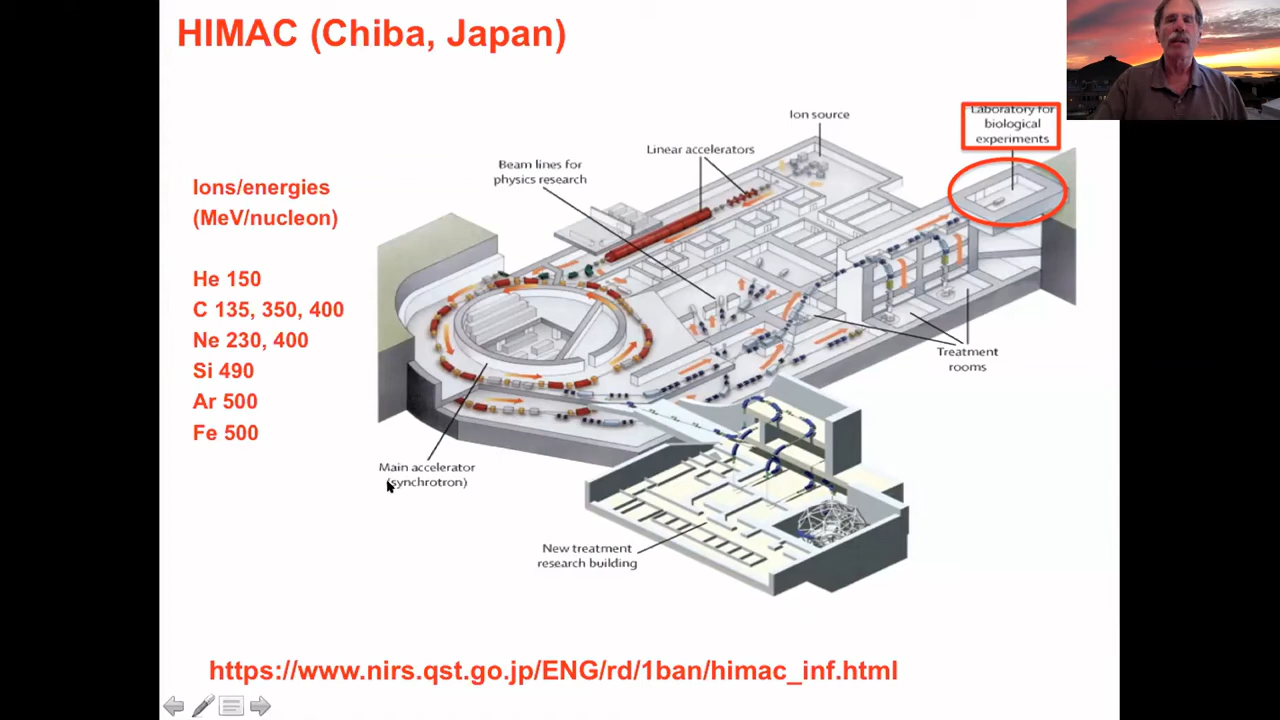 HIMAC (Chiba, Japan)
Ions/energies
(MeV/nucleon)
He 150
C 135, 350, 400
Ne 230, 400
Si 490
Ar 500
Fe 500
Ion source
Linear accelerators
Beam lines for
physics research
Laboratory for
biological
experiments
Treatment
rooms
Main accelerator
(synchrotron)
New treatment
research building
https://www.nirs.qst.go.jp/ENG/rd/1ban/himac_inf.html